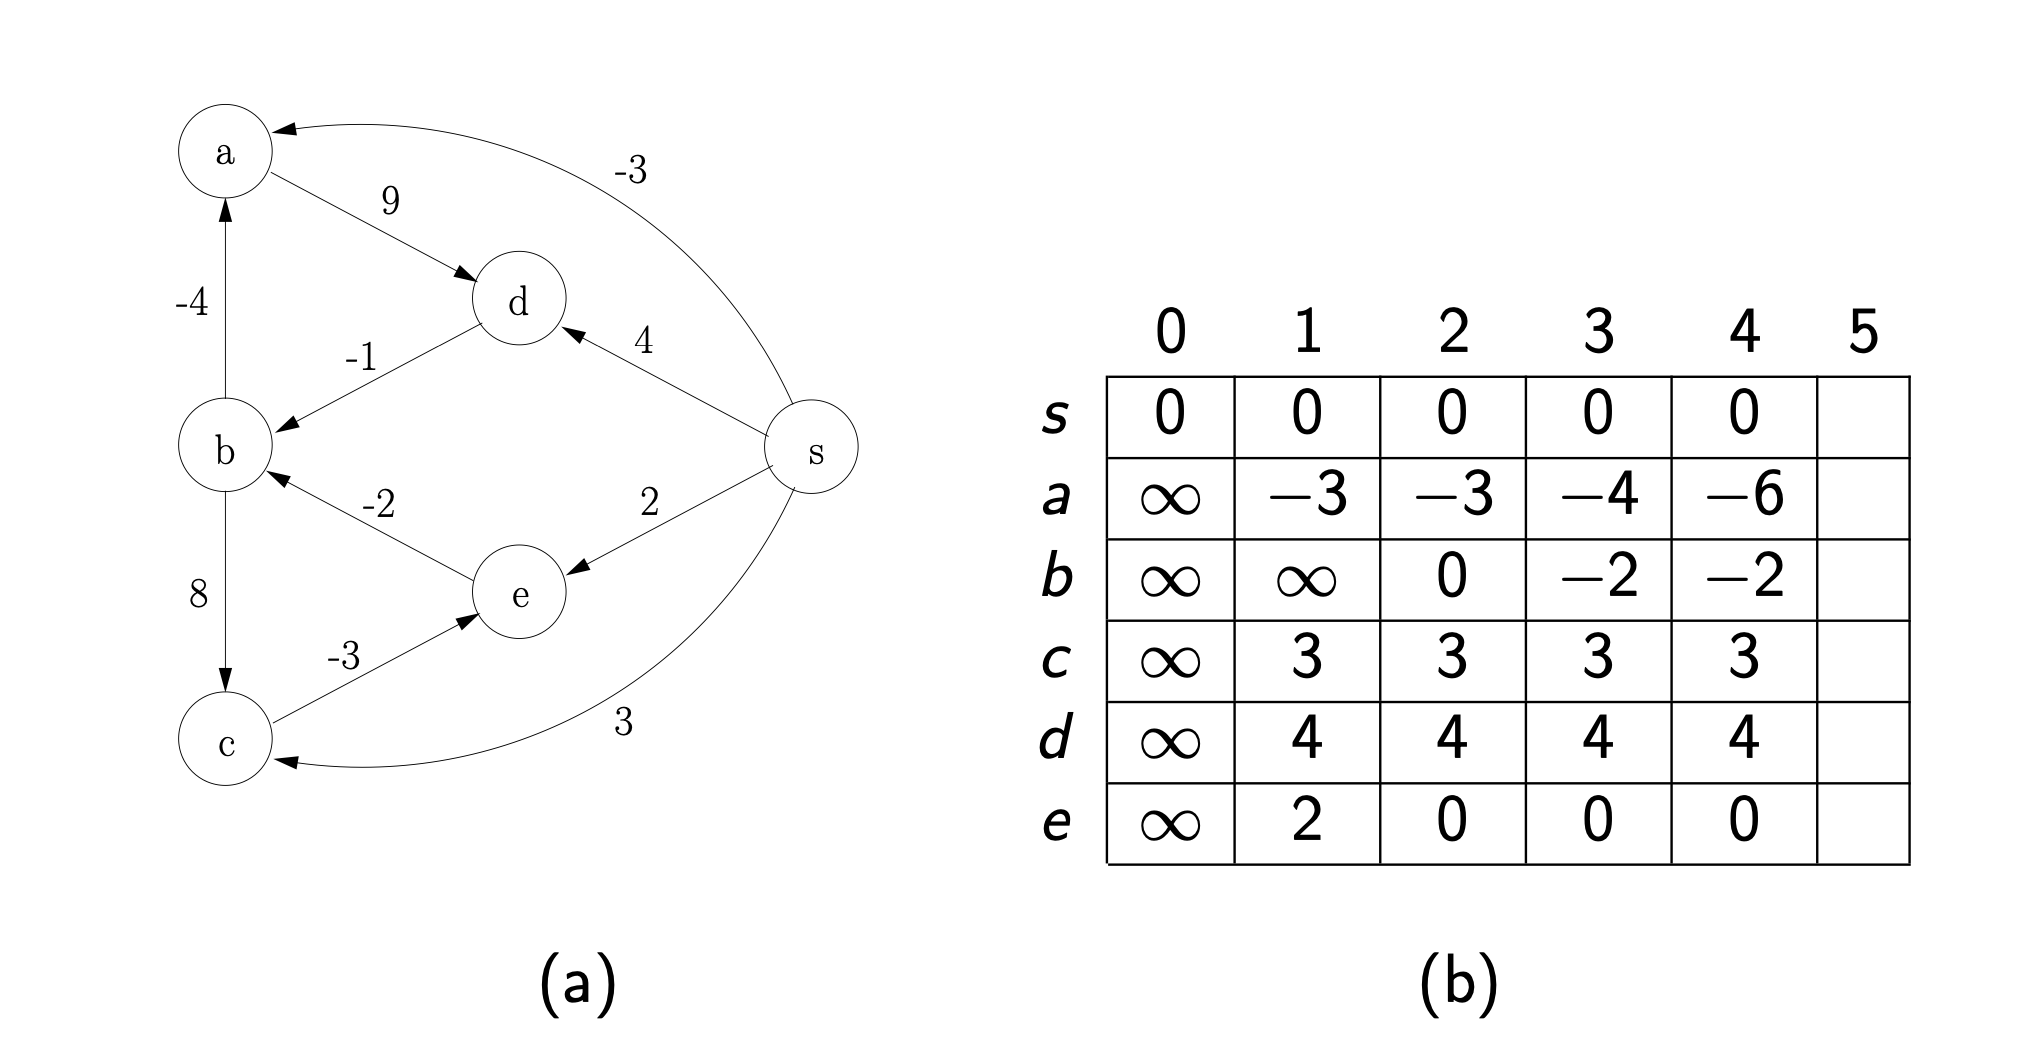 a
-3
9
d
-4
4
-1
b
s
-2
2
8
e
-3
c
3
0 1 2 3 4 5
s 0 0 0 0 0
a ∞ −3 −3 −4 −6
b ∞ ∞ 0 −2 −2
c ∞ 3 3 3 3
d ∞ 4 4 4 4
e ∞ 2 0 0 0
(a)
(b)